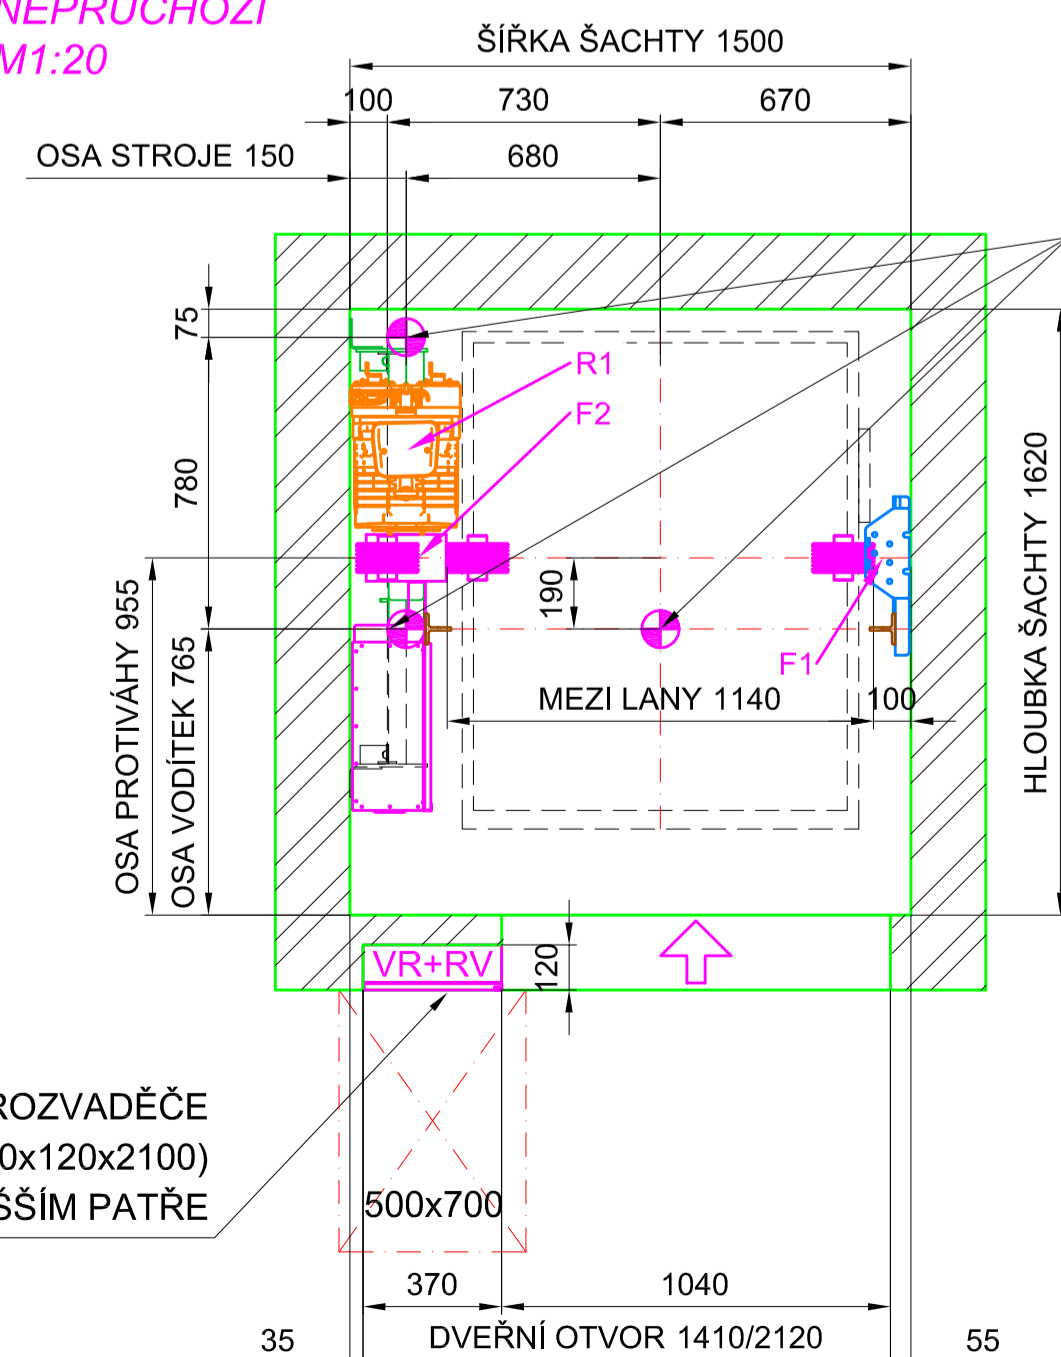 NEPRŮCHOZÍ
M1:20
ŠÍŘKA ŠACHTY 1500
100 730 670
OSA STROJE 150 680
75
780
OSA PROTIVÁHY 955
OSA VODÍTEK 765
R1
F2
190
F1
MEZI LANY 1140 100
HLOUBKA ŠACHTY 1620
VR+RV
120
ROZVADĚČE
0x120x2100)
ŠŠÍM PATŘE
500x700
370 1040
35 DVEŘNÍ OTVOR 1410/2120 55